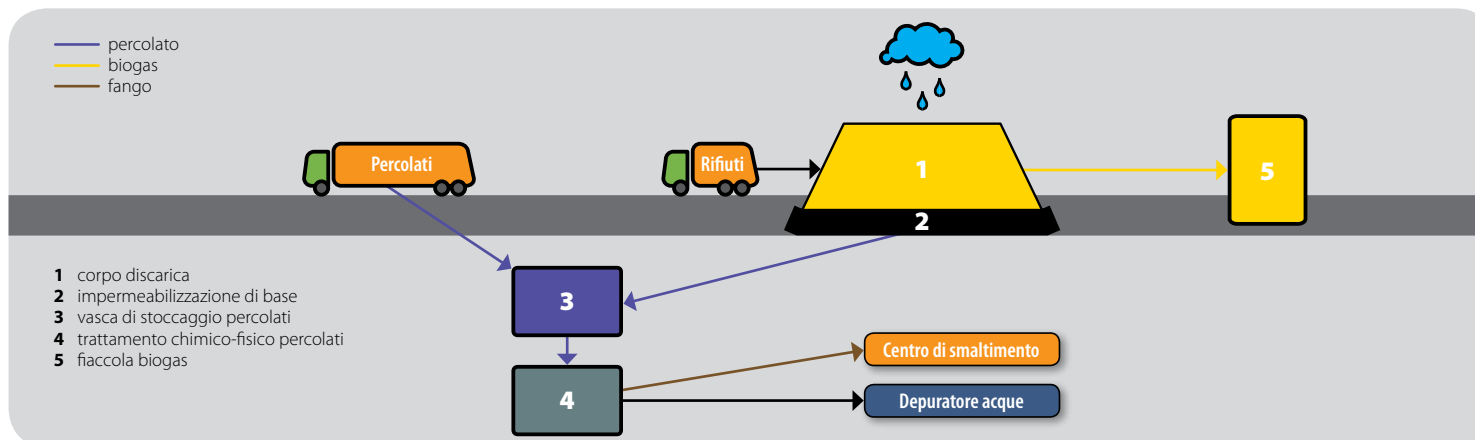 percolato
biogas
fango
Percolati
Rifiuti
1
5
2
1 corpo discarica
2 impermeabilizzazione di base
3 vasca di stoccaggio percolati
4 trattamento chimico-fisico percolati
5 fiaccola biogas
3
4
Centro di smaltimento
Depuratore acque